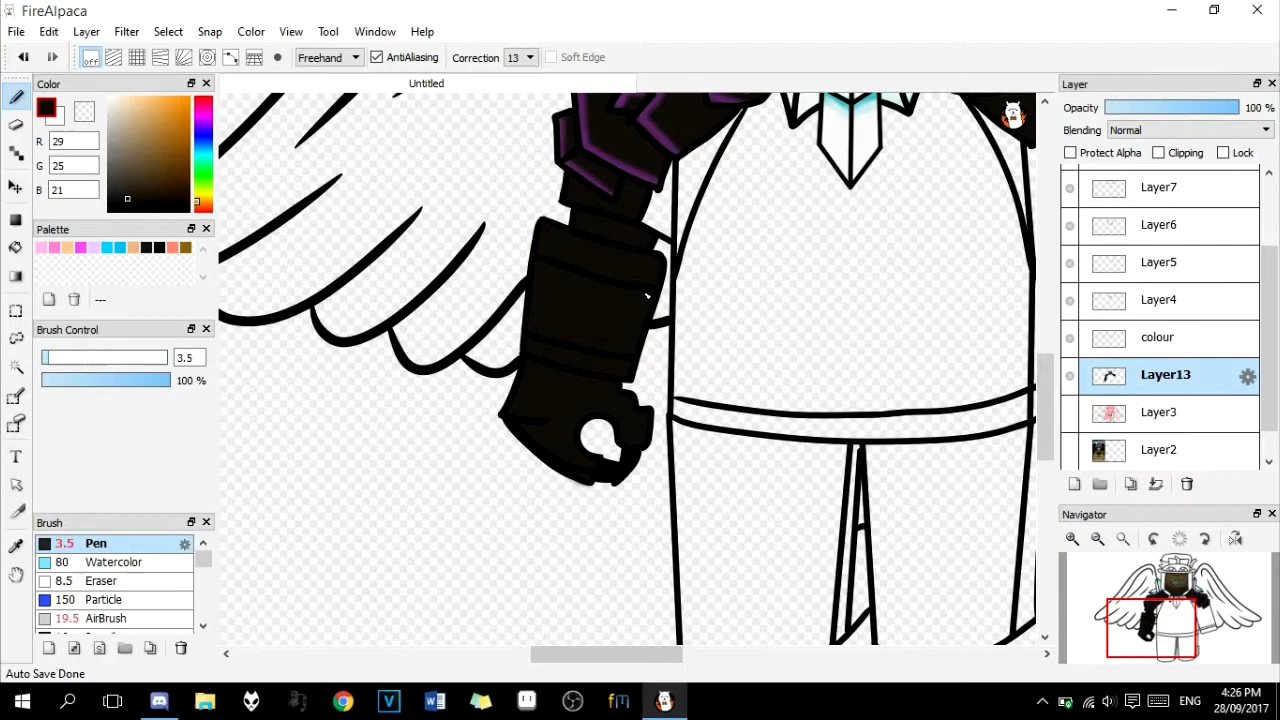 FireAlpaca
File Edit Layer Filter Select Snap Color View Tool Window Help
off Freehand AntiAliasing Correction 13 Soft Edge
Color
R 29
G 25
B 21
Palette
---
Brush Control
3.5
100 %
Brush
3.5 Pen
80 Watercolor
8.5 Eraser
150 Particle
19.5 AirBrush
Auto Save Done
Untitled
Layer
Opacity 100 %
Blending Normal
Protect Alpha Clipping Lock
Layer7
Layer6
Layer5
Layer4
colour
Layer13
Layer3
Layer2
Navigator
ENG
4:26 PM
28/09/2017